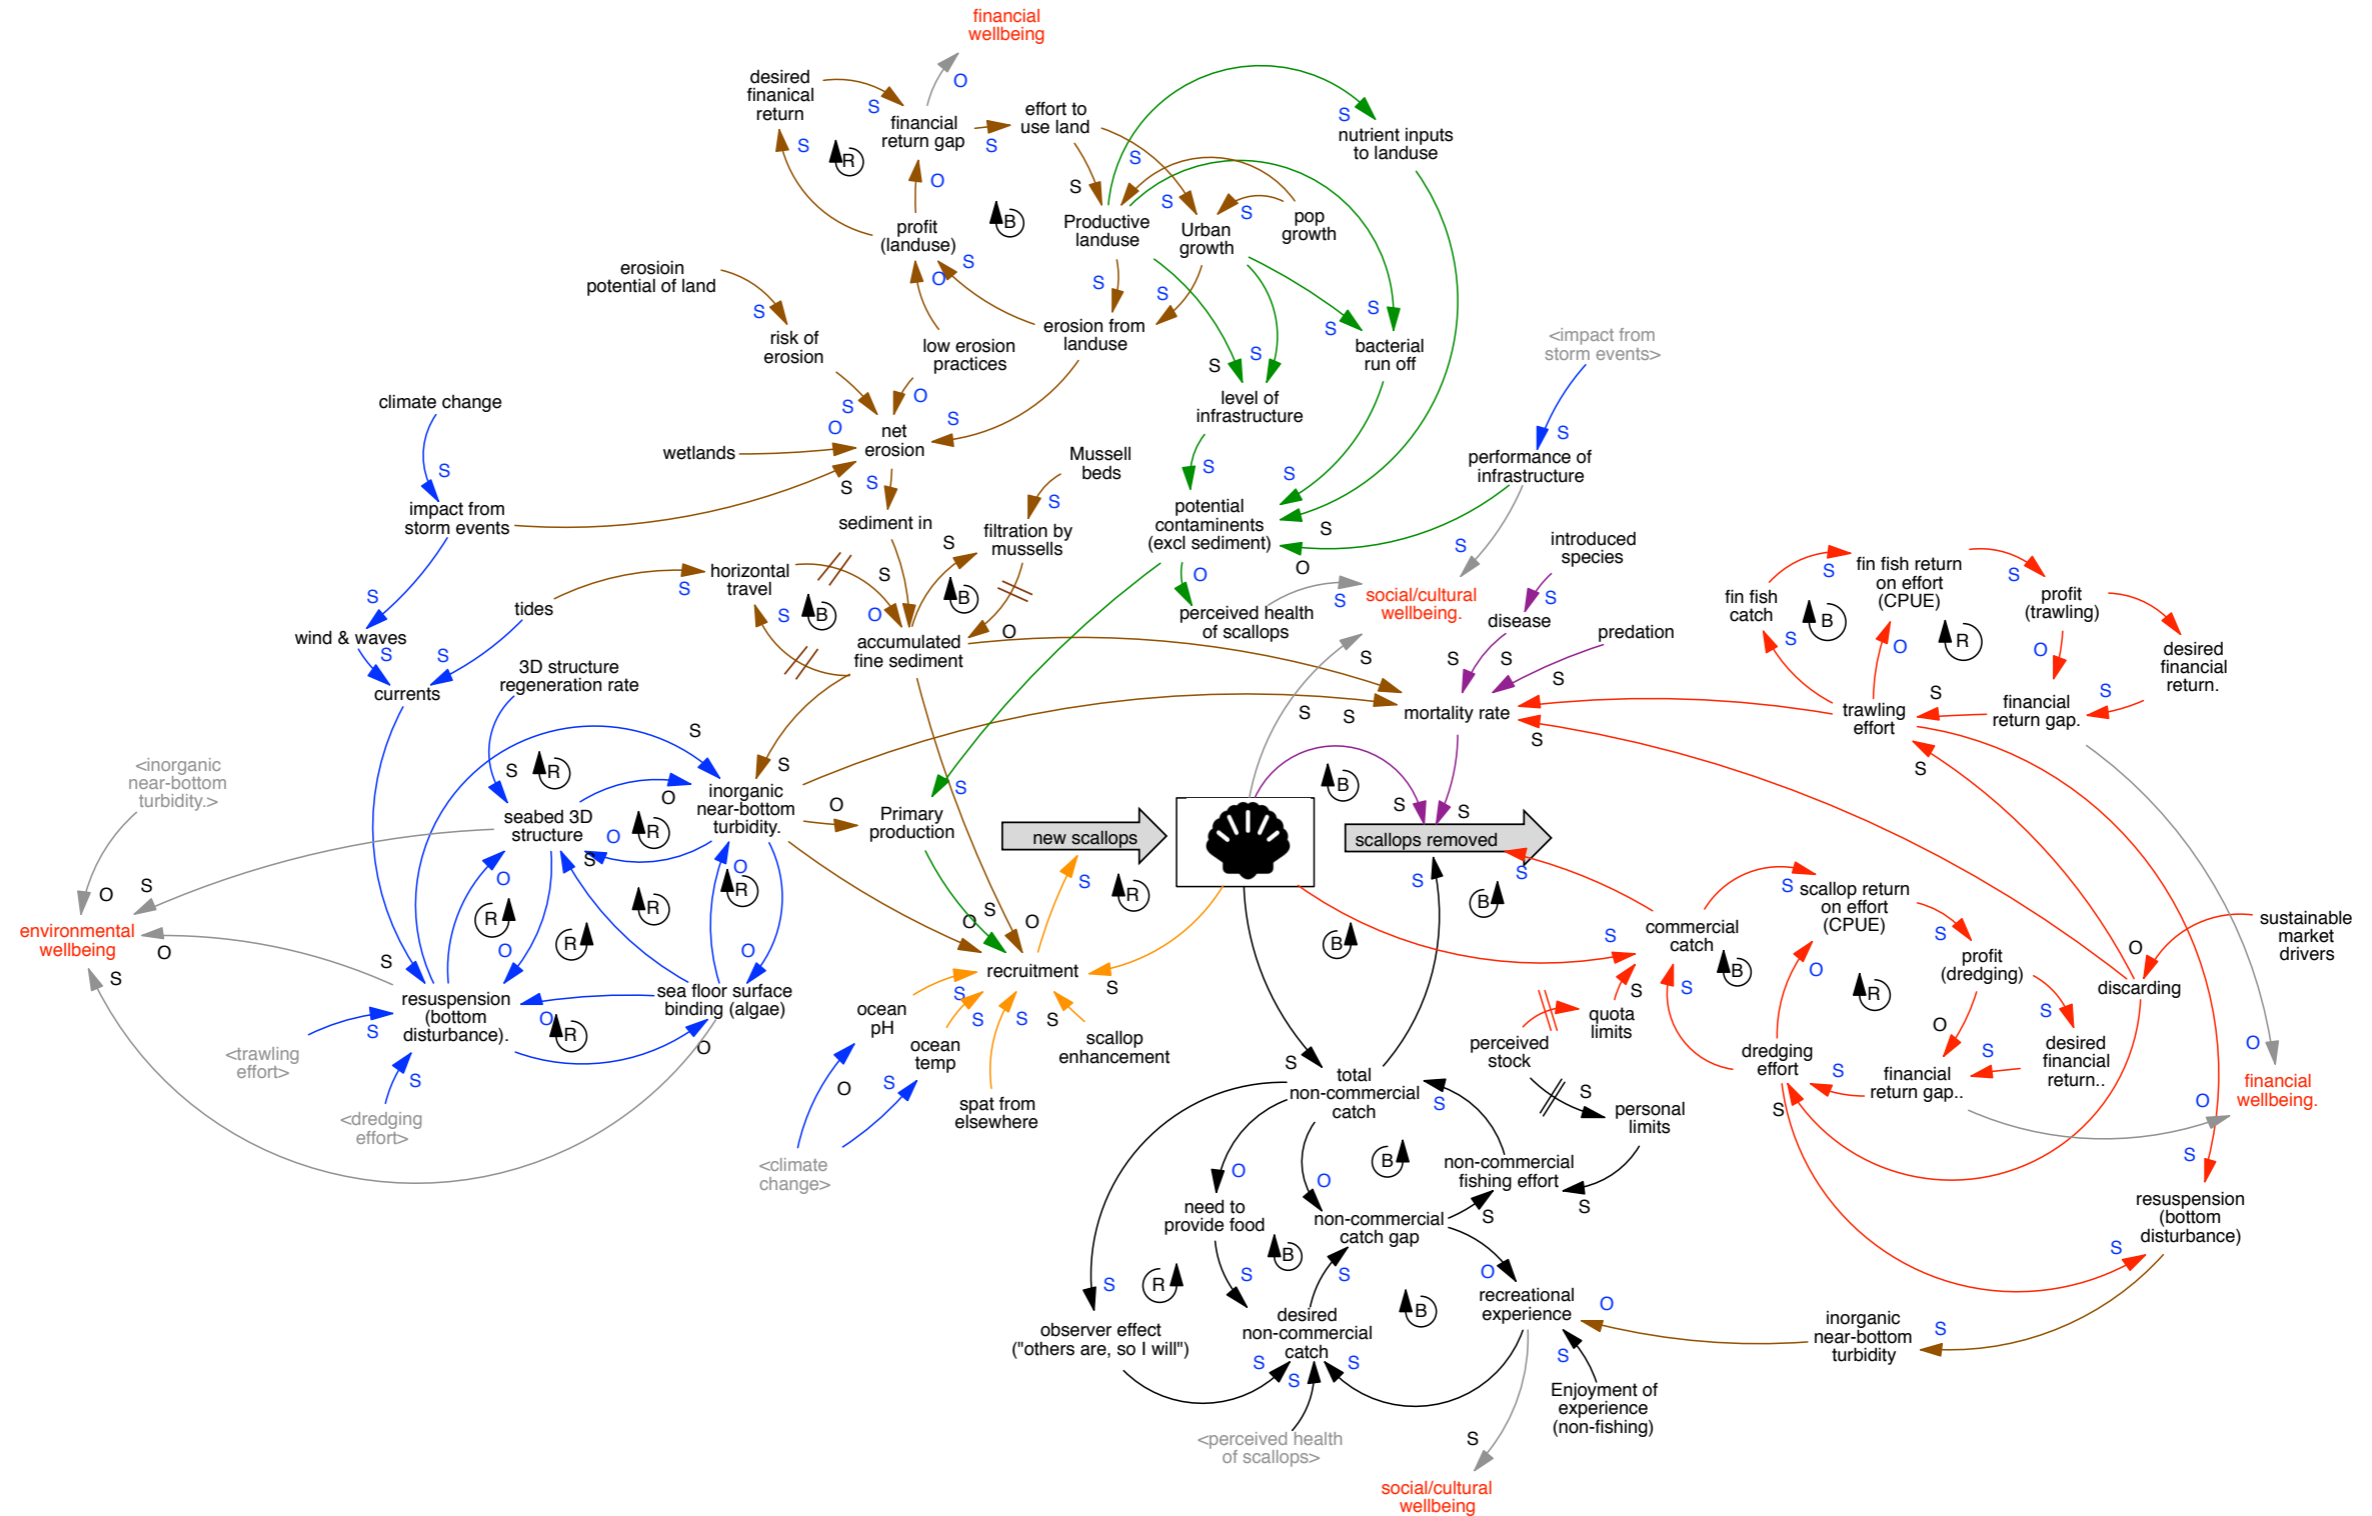 financial
wellbeing
desired
finanical
return
S
O
financial
return gap
S
effort to
use land
S
R
O
B
S
S
S
S
nutrient inputs
to landuse
profit
(landuse)
S
O
Productive
landuse
Urban
growth
pop
growth
S
S
S
S
erosioin
potential of land
S
risk of
erosion
low erosion
practices
erosion from
landuse
bacterial
run off
<impact from
storm events>
S
S
S
O
S
O
level of
infrastructure
climate change
S
wetlands
net
erosion
Mussell
beds
S
S
S
performance of
infrastructure
impact from
storm events
S
S
sediment in
S
filtration by
mussells
potential
contaminents
(excl sediment)
S
O
S
introduced
species
S
S
S
horizontal
travel
S
S
B
O
B
O
O
perceived health
of scallops
S
social/cultural
wellbeing.
disease
predation
fin fish
catch
S
fin fish return
on effort
(CPUE)
S
profit
(trawling)
B
R
S
O
O
desired
financial
return.
S
tides
wind & waves
S
S
currents
3D structure
regeneration rate
accumulated
fine sediment
S
S
S
S
S
S
mortality rate
S
S
trawling
effort
S
financial
return gap.
S
<inorganic
near-bottom
turbidity.>
S
R
S
S
O
inorganic
near-bottom
turbidity.
O
S
Primary
production
seabed 3D
structure
O
R
S
new scallops
B
S
S
scallops removed
S
O
S
environmental
wellbeing
O
S
S
O
R
O
R
R
O
R
O
O
S
O
S
R
S
B
B
S
commercial
catch
S
scallop return
on effort
(CPUE)
S
profit
(dredging)
O
sustainable
market
drivers
discarding
resuspension
(bottom
disturbance).
sea floor surface
binding (algae)
O
R
O
recruitment
S
S
S
S
S
ocean
pH
ocean
temp
scallop
enhancement
spat from
elsewhere
S
quota
limits
S
B
O
R
S
O
desired
financial
return..
S
perceived
stock
dredging
effort
S
financial
return gap..
S
O
O
financial
wellbeing.
<trawling
effort>
S
S
<dredging
effort>
O
S
<climate
change>
S
total
non-commercial
catch
S
S
personal
limits
S
B
O
O
non-commercial
fishing effort
S
S
need to
provide food
non-commercial
catch gap
resuspension
(bottom
disturbance)
S
S
R
S
B
S
O
B
recreational
experience
O
inorganic
near-bottom
turbidity
S
observer effect
("others are, so I will")
desired
non-commercial
catch
S
S
S
S
Enjoyment of
experience
(non-fishing)
<perceived health
of scallops>
S
social/cultural
wellbeing